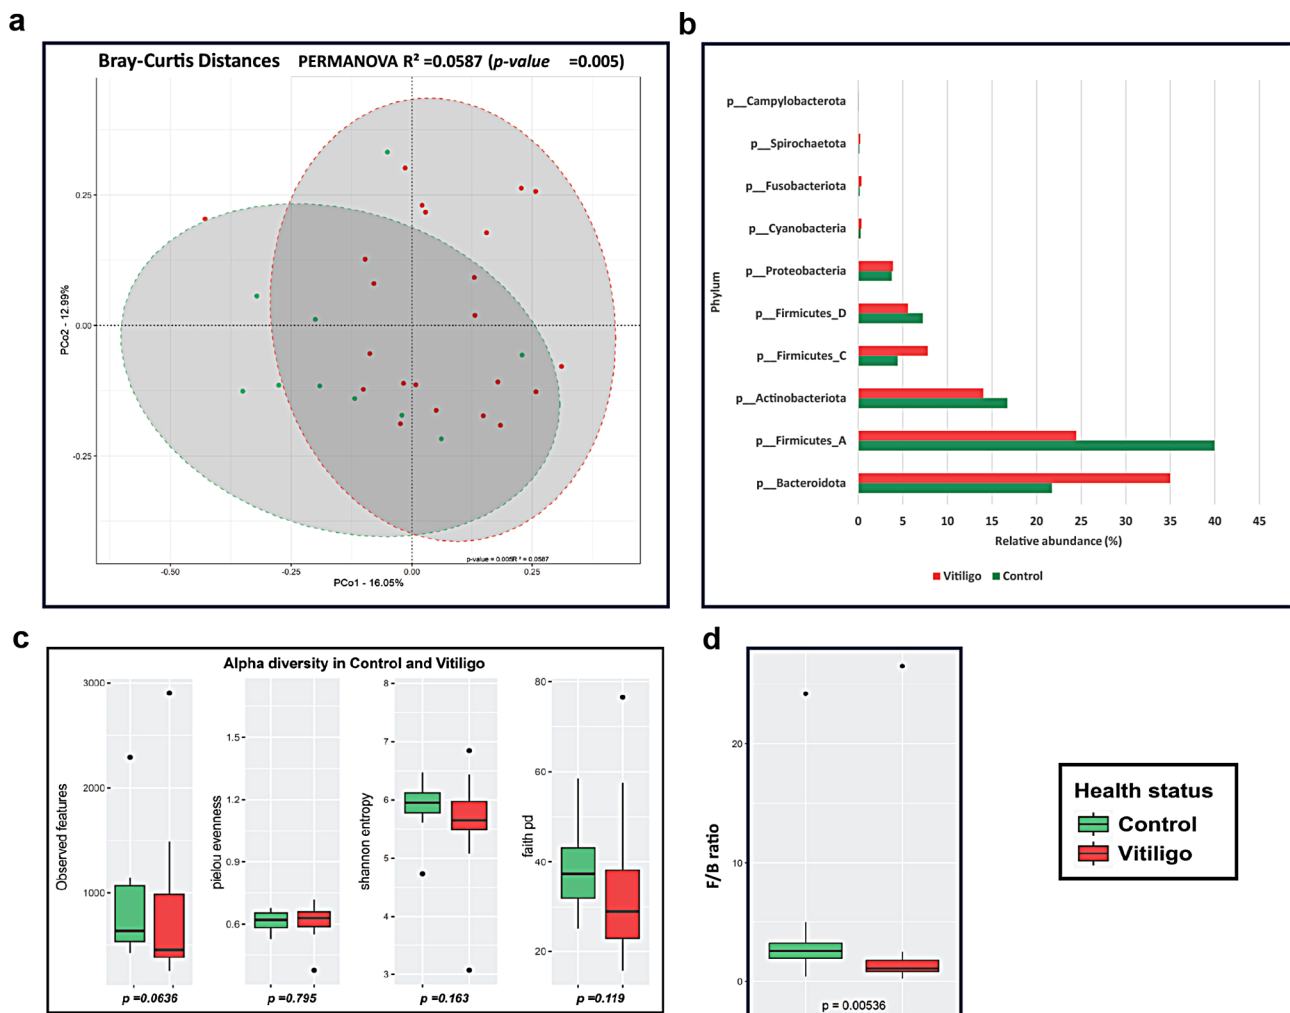 a
Bray-Curtis Distances PERMANOVA R² =0.0587 (p-value =0.005)
0.25
0.00
-0.25
PCo2 - 12.99%
-0.50
-0.25
0.00
0.25
p-value = 0.005R² = 0.0587
PCo1 - 16.05%
b
Phylum
p__Campylobacterota
p__Spirochaetota
p__Fusobacteriota
p__Cyanobacteria
p__Proteobacteria
p__Firmicutes_D
p__Firmicutes_C
p__Actinobacteriota
p__Firmicutes_A
p__Bacteroidota
0 5 10 15 20 25 30 35 40 45
Relative abundance (%)
Vitiligo Control
c
Alpha diversity in Control and Vitiligo
Observed features
3000
2000
1000
p =0.0636
pielou evenness
1.5
1.2
0.9
0.6
p =0.795
shannon entropy
8
7
6
5
4
3
p =0.163
faith pd
80
60
40
20
p =0.119
d
F/B ratio
20
10
0
p = 0.00536
Health status
Control
Vitiligo